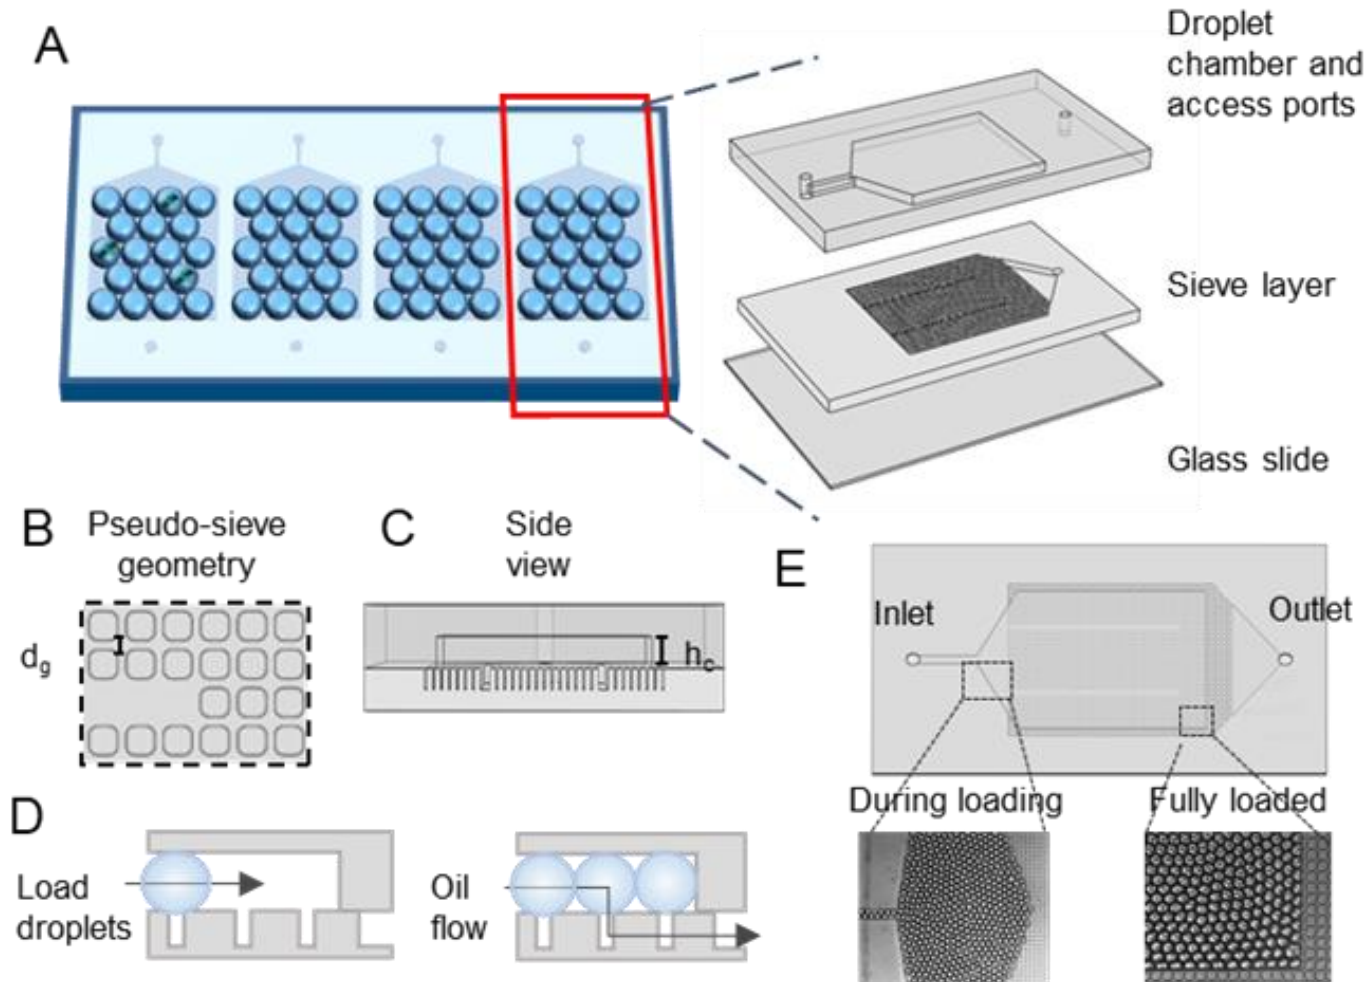 A
Droplet
chamber and
access ports
Sieve layer
Glass slide
B
Pseudo-sieve
geometry
dg
C
Side
view
hc
D
Load
droplets
Oil
flow
E
Inlet
Outlet
During loading
Fully loaded